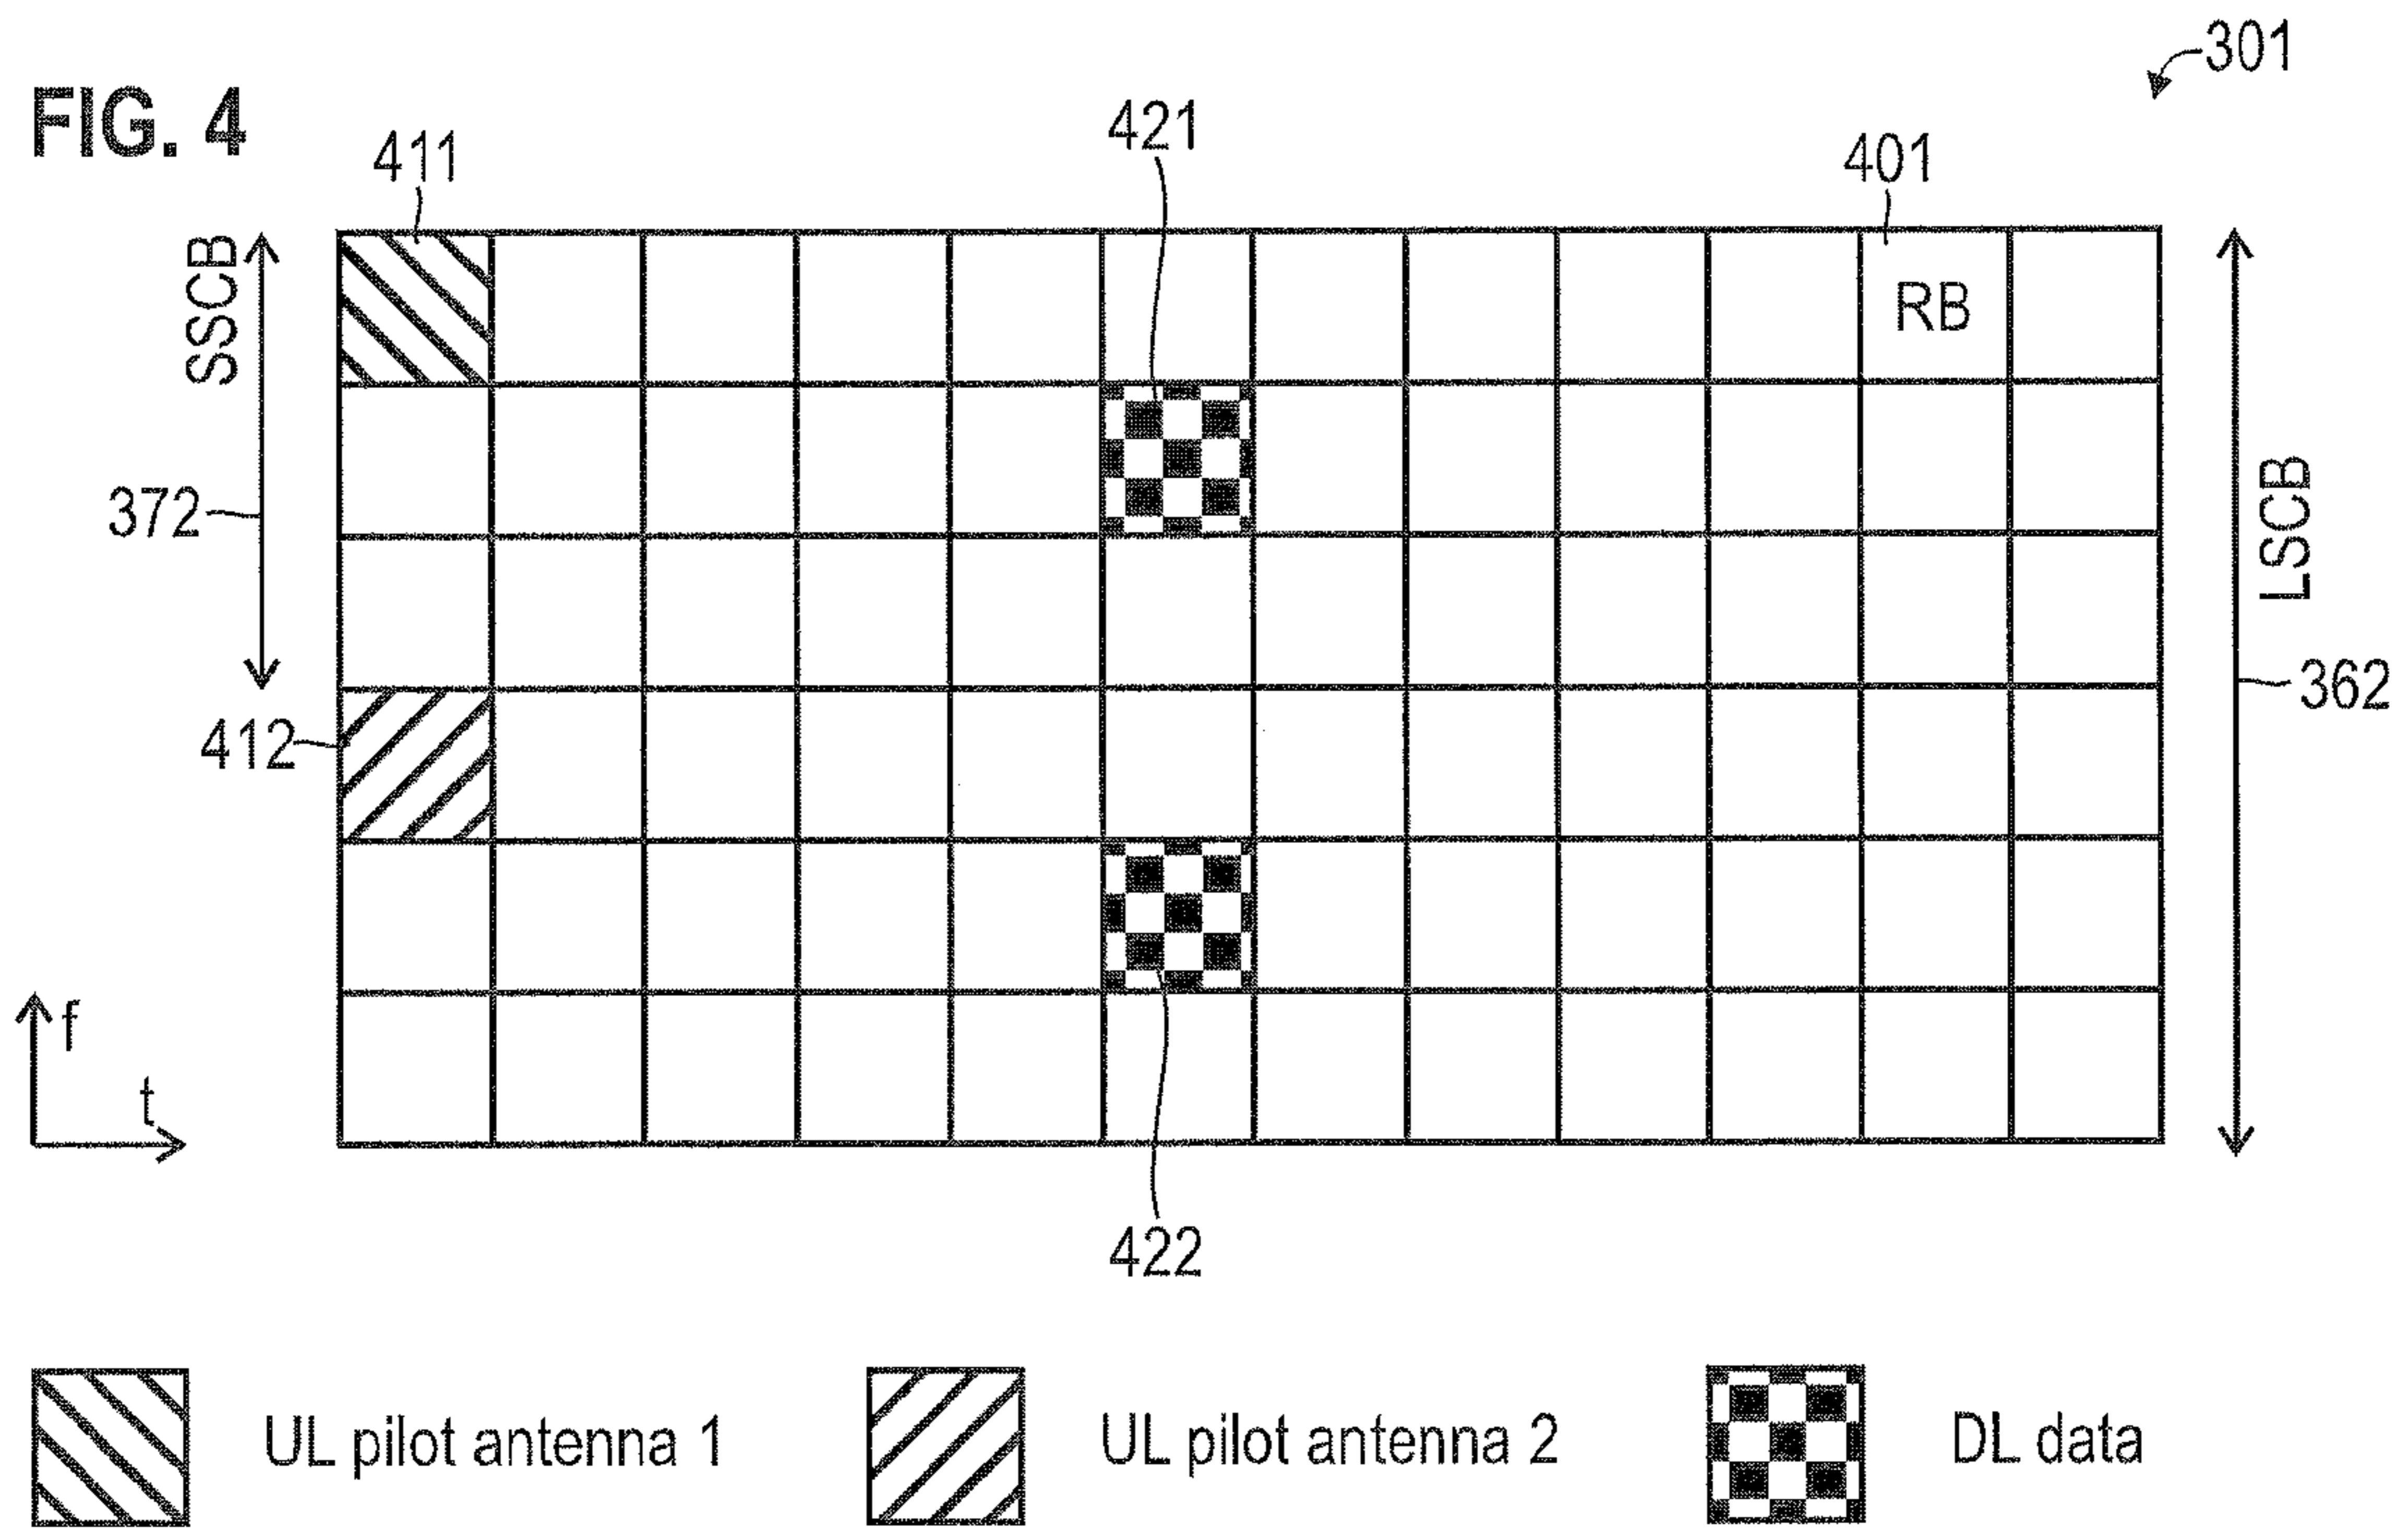 FIG. 4
301
411
421
401
SSCB
RB
372
LSCB
362
412
f
t
422
UL pilot antenna 1
UL pilot antenna 2
DL data